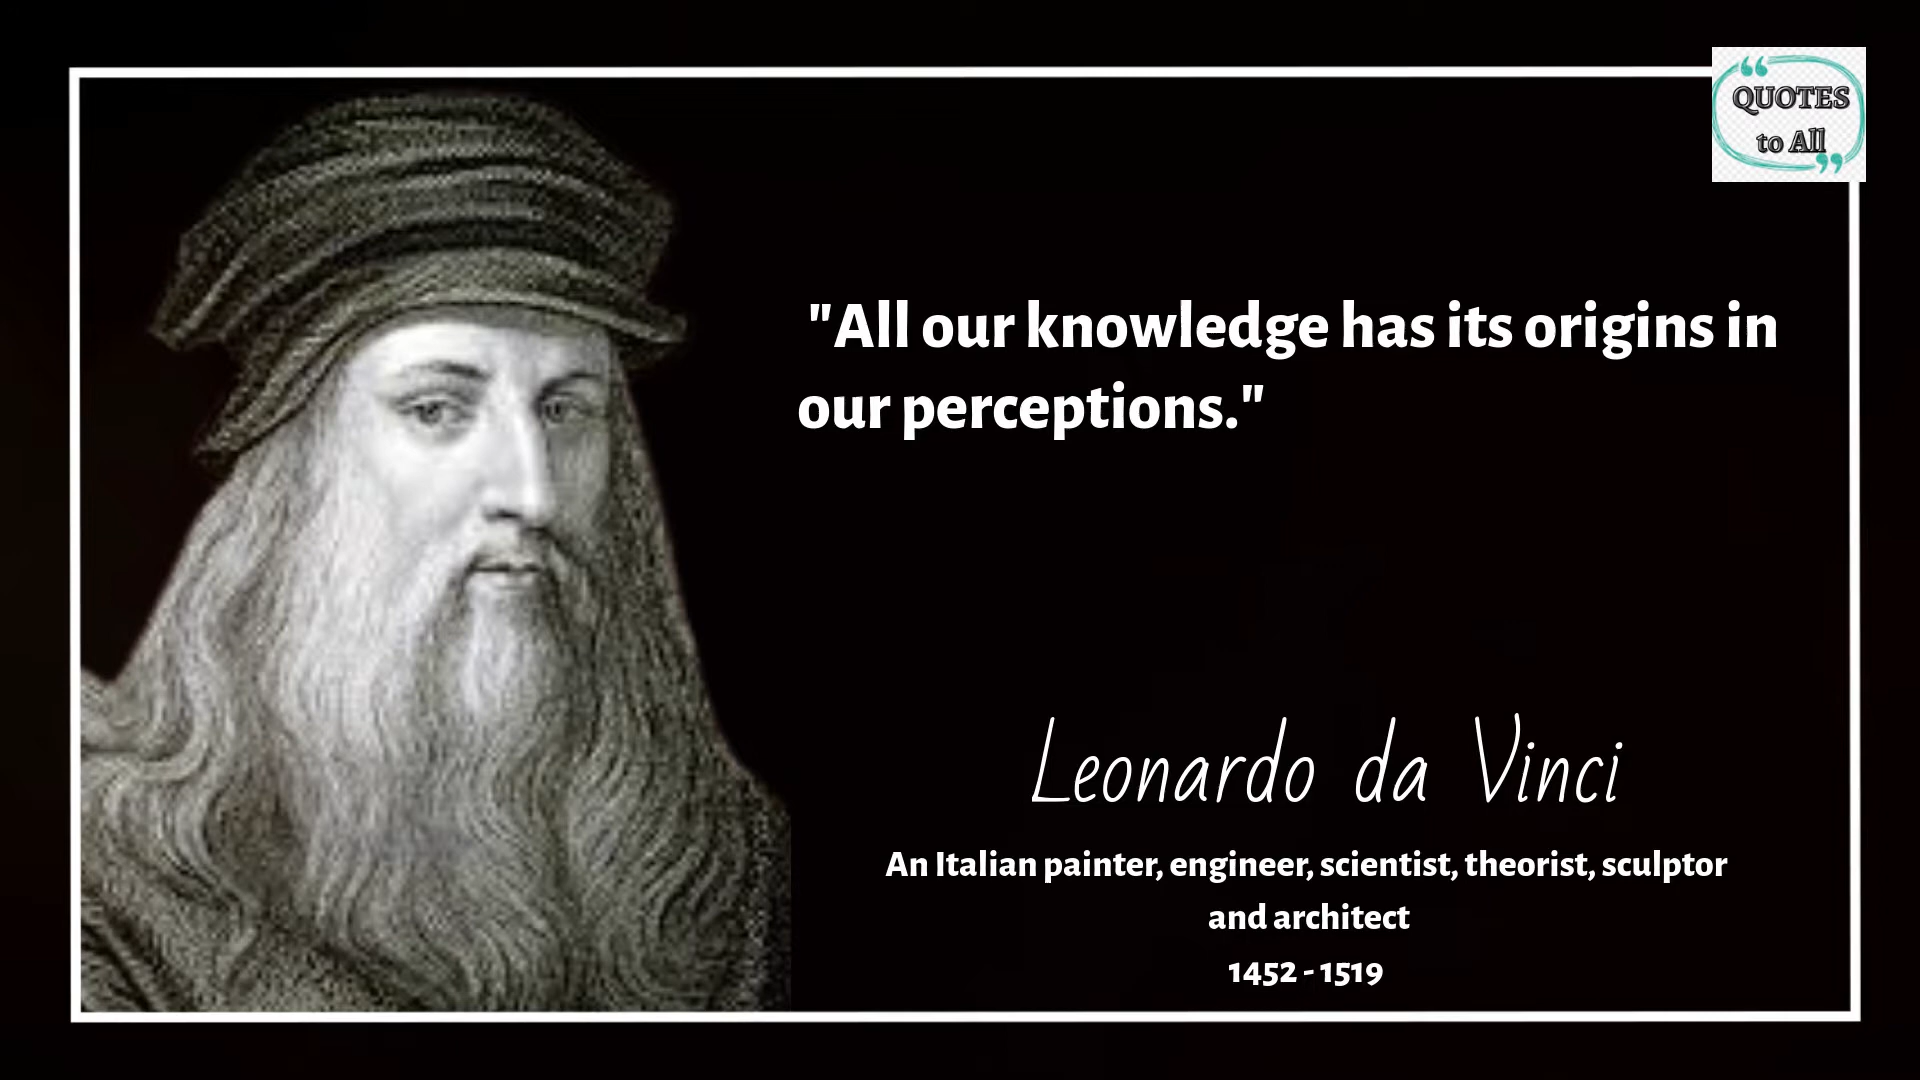 “
QUOTES
to All
”
"All our knowledge has its origins in
our perceptions."
Leonardo da Vinci
An Italian painter, engineer, scientist, theorist, sculptor
and architect
1452 - 1519